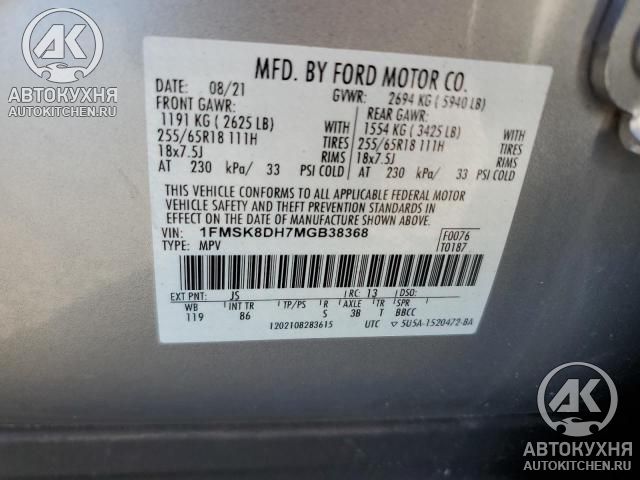 MFD. BY FORD MOTOR CO.
DATE: 08/21 GVWR: 2694 KG ( 5940 LB)
FRONT GAWR: REAR GAWR:
1191 KG ( 2625 LB) WITH 1554 KG ( 3425 LB) WITH
255/65R18 111H TIRES 255/65R18 111H TIRES
18x7.5J RIMS 18x7.5J RIMS
AT 230 kPa/ 33 PSI COLD AT 230 kPa/ 33 PSI COLD
THIS VEHICLE CONFORMS TO ALL APPLICABLE FEDERAL MOTOR
VEHICLE SAFETY AND THEFT PREVENTION STANDARDS IN
EFFECT ON THE DATE OF MANUFACTURE SHOWN ABOVE.
VIN: 1FMSK8DH7MGB38368 F0076
TYPE: MPV T0187
EXT PNT: JS RC: 13 DSO:
WB INT TR TP/PS R AXLE TR SPR
119 86 S 3B T BBCC
1202108283615 UTC ▽ 5U5A-1520472-BA
АК
АВТОКУХНЯ
AUTOKITCHEN.RU
АК
АВТОКУХНЯ
AUTOKITCHEN.RU